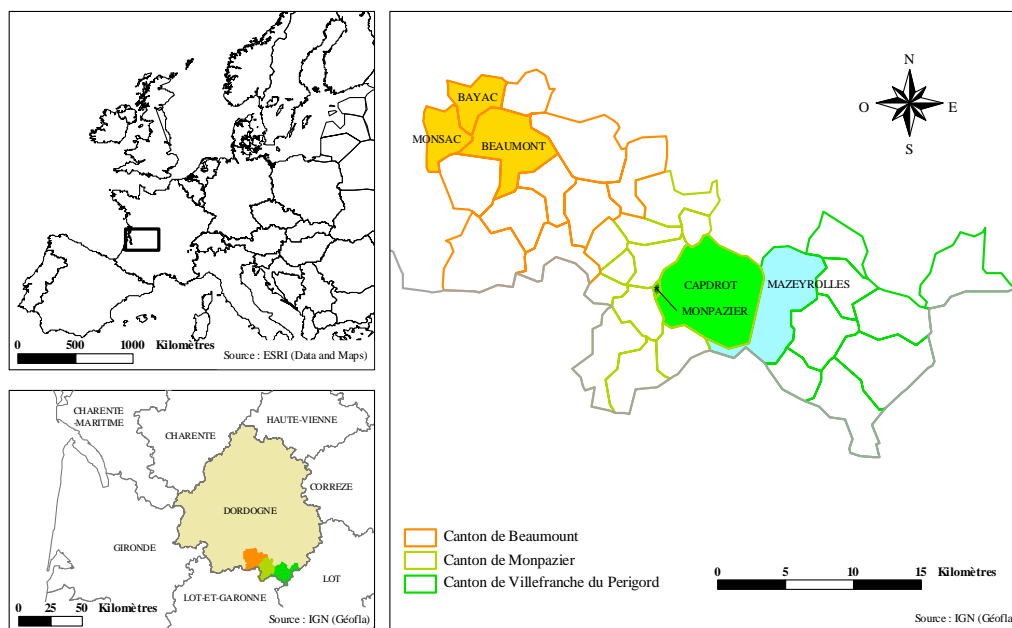 0 500 1000 Kilomètres
Source : ESRI (Data and Maps)
CHARENTE
-MARITIME
HAUTE-VIENNE
CHARENTE
CORREZE
DORDOGNE
GIRONDE
LOT
LOT-ET-GARONNE
Kilomètres
0 25 50
Source : IGN (Géofla)
N
O E
S
BAYAC
MONSAC
BEAUMONT
CAPDROT
MAZEYROLLES
MONPAZIER
Canton de Beaumount
Canton de Monpazier
Canton de Villefranche du Perigord
Kilomètres
0 5 10 15
Source : IGN (Géofla